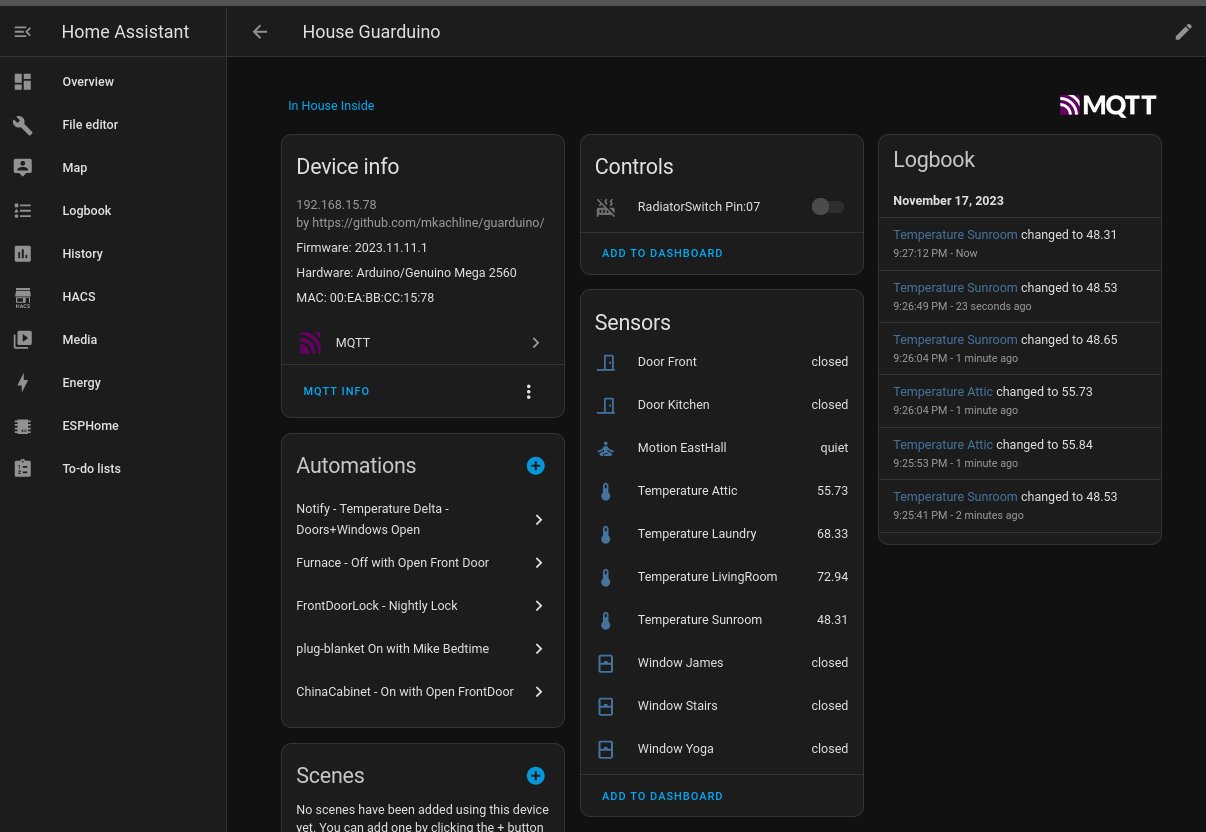 Home Assistant
House Guarduino
Overview
File editor
Map
Logbook
History
HACS
HACS
Media
Energy
ESPHome
To-do lists
In House Inside
MQTT
Device info
192.168.15.78
by https://github.com/mkachline/guarduino/
Firmware: 2023.11.11.1
Hardware: Arduino/Genuino Mega 2560
MAC: 00:EA:BB:CC:15:78
MQTT
MQTT INFO
Automations
Notify - Temperature Delta -
Doors+Windows Open
Furnace - Off with Open Front Door
FrontDoorLock - Nightly Lock
plug-blanket On with Mike Bedtime
ChinaCabinet - On with Open FrontDoor
Scenes
No scenes have been added using this device
yet. You can add one by clicking the + button
Controls
RadiatorSwitch Pin:07
ADD TO DASHBOARD
Sensors
Door Front closed
Door Kitchen closed
Motion EastHall quiet
Temperature Attic 55.73
Temperature Laundry 68.33
Temperature LivingRoom 72.94
Temperature Sunroom 48.31
Window James closed
Window Stairs closed
Window Yoga closed
ADD TO DASHBOARD
Logbook
November 17, 2023
Temperature Sunroom changed to 48.31
9:27:12 PM - Now
Temperature Sunroom changed to 48.53
9:26:49 PM - 23 seconds ago
Temperature Sunroom changed to 48.65
9:26:04 PM - 1 minute ago
Temperature Attic changed to 55.73
9:26:04 PM - 1 minute ago
Temperature Attic changed to 55.84
9:25:53 PM - 1 minute ago
Temperature Sunroom changed to 48.53
9:25:41 PM - 2 minutes ago